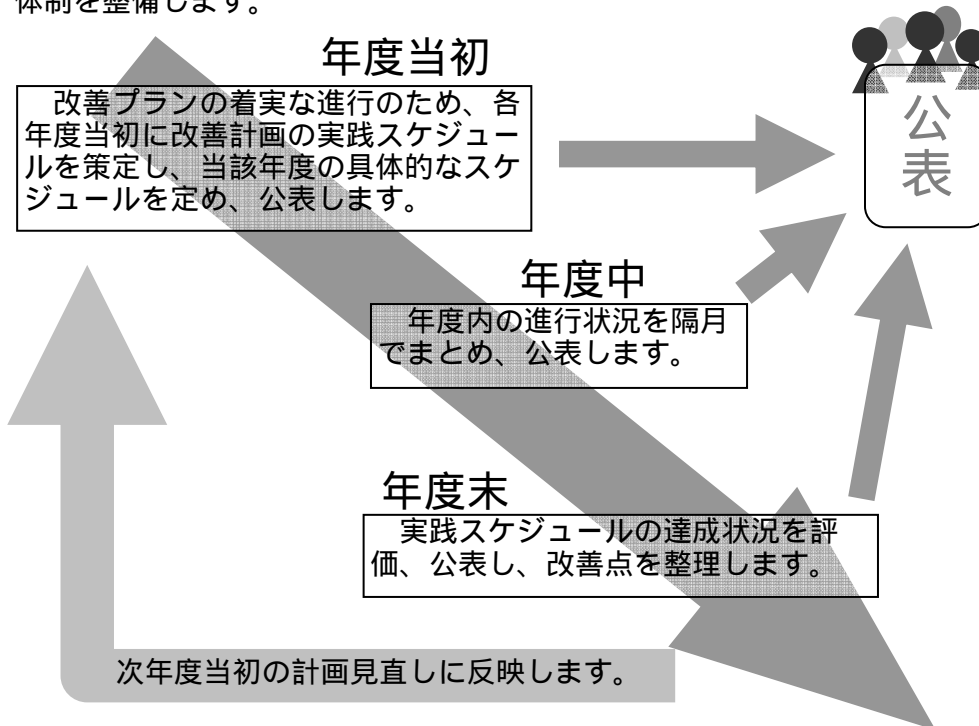 体制を整備します。
年度当初
改善プランの着実な進行のため、各
年度当初に改善計画の実践スケジュー
ルを策定し、当該年度の具体的なスケ
ジュールを定め、公表します。
公
表
年度中
年度内の進行状況を隔月
でまとめ、公表します。
年度末
実践スケジュールの達成状況を評
価、公表し、改善点を整理します。
次年度当初の計画見直しに反映します。